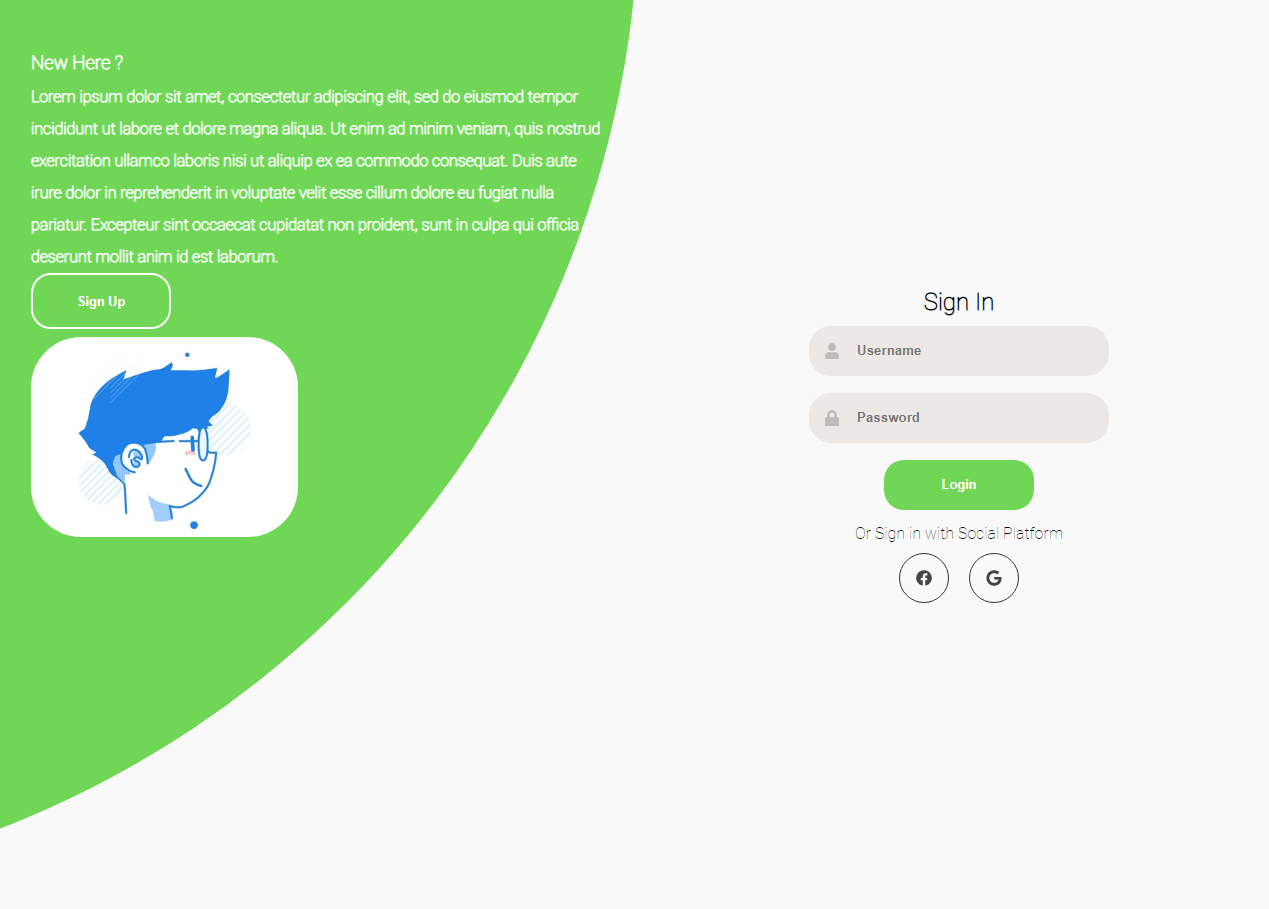 New Here ?
Lorem ipsum dolor sit amet, consectetur adipiscing elit, sed do eiusmod tempor
incididunt ut labore et dolore magna aliqua. Ut enim ad minim veniam, quis nostrud
exercitation ullamco laboris nisi ut aliquip ex ea commodo consequat. Duis aute
irure dolor in reprehenderit in voluptate velit esse cillum dolore eu fugiat nulla
pariatur. Excepteur sint occaecat cupidatat non proident, sunt in culpa qui officia
deserunt mollit anim id est laborum.
Sign Up
Sign In
Username
Password
Login
Or Sign in with Social Platform